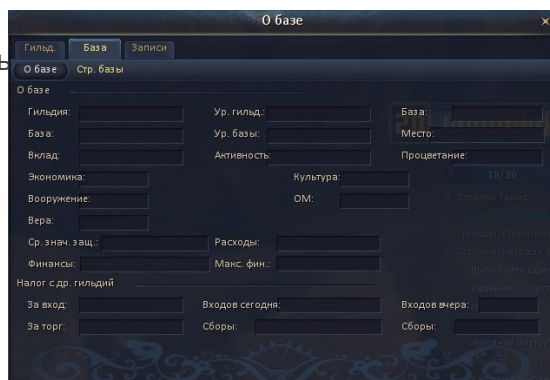 О базе
Гильд. База Записи
О базе Стр. базы
О базе
Гильдия: Ур. гильд.: База:
База: Ур. базы: Место:
Вклад: Активность: Процветание:
18/20
Экономика: Культура:
Вооружение: ОМ:
Вера:
Ср. знач. защ.: Расходы:
Финансы: Макс. фин.:
Налог с др. гильдий
За вход: Входов сегодня: Входов вчера:
За торг: Сборы: Сборы: